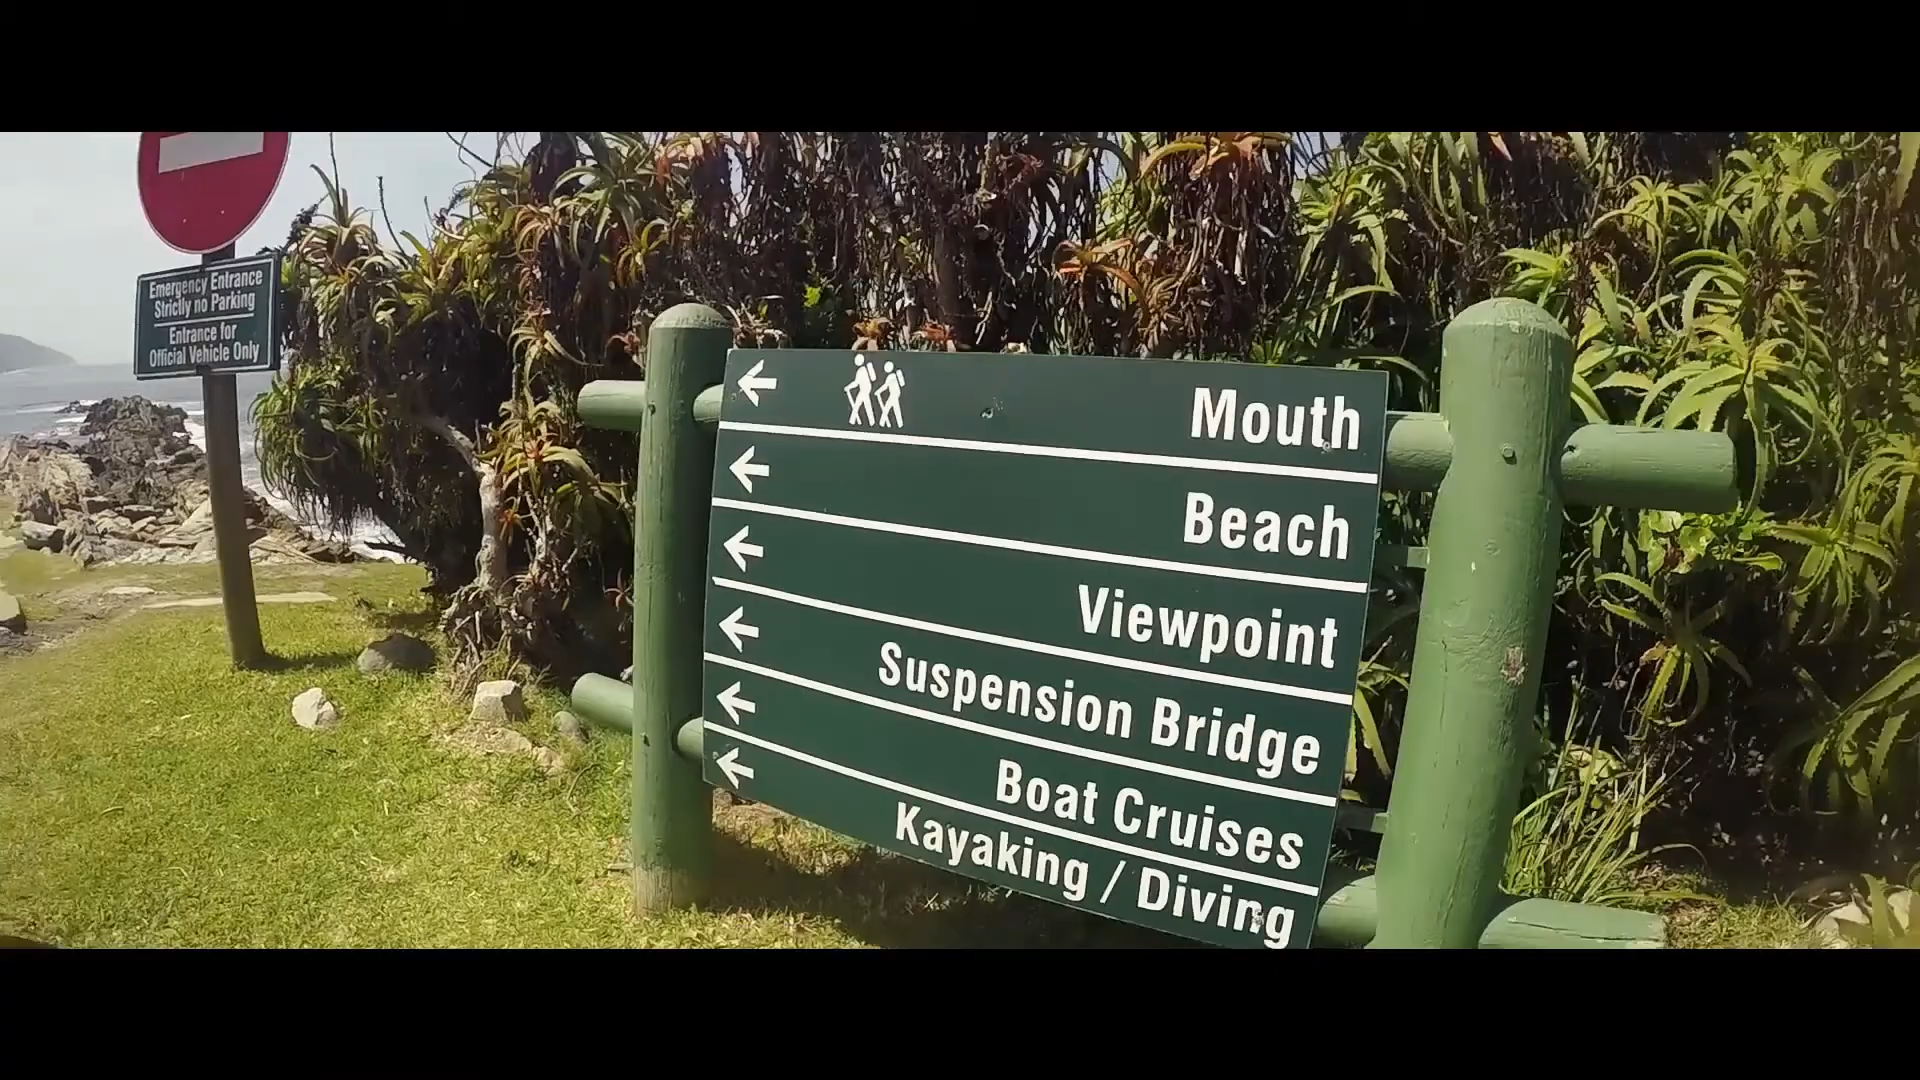 Emergency Entrance
Strictly no Parking
Entrance for
Official Vehicle Only
Mouth
Beach
Viewpoint
Suspension Bridge
Boat Cruises
Kayaking / Diving